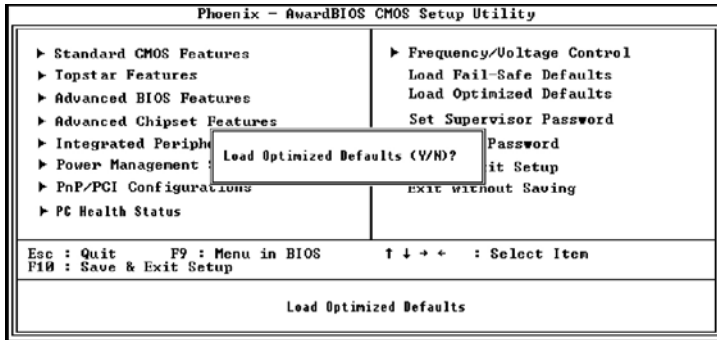 Phoenix - AwardBIOS CMOS Setup Utility
► Standard CMOS Features
► Topstar Features
► Advanced BIOS Features
► Advanced Chipset Features
► Integrated Periphe
► Power Management S
► PnP/PCI Configurations
► PC Health Status
► Frequency/Voltage Control
Load Fail-Safe Defaults
Load Optimized Defaults
Set Supervisor Password
Password
it Setup
Exit Without Saving
Load Optimized Defaults (Y/N)?
Esc : Quit F9 : Menu in BIOS ↑ ↓ → ← : Select Item
F10 : Save & Exit Setup
Load Optimized Defaults